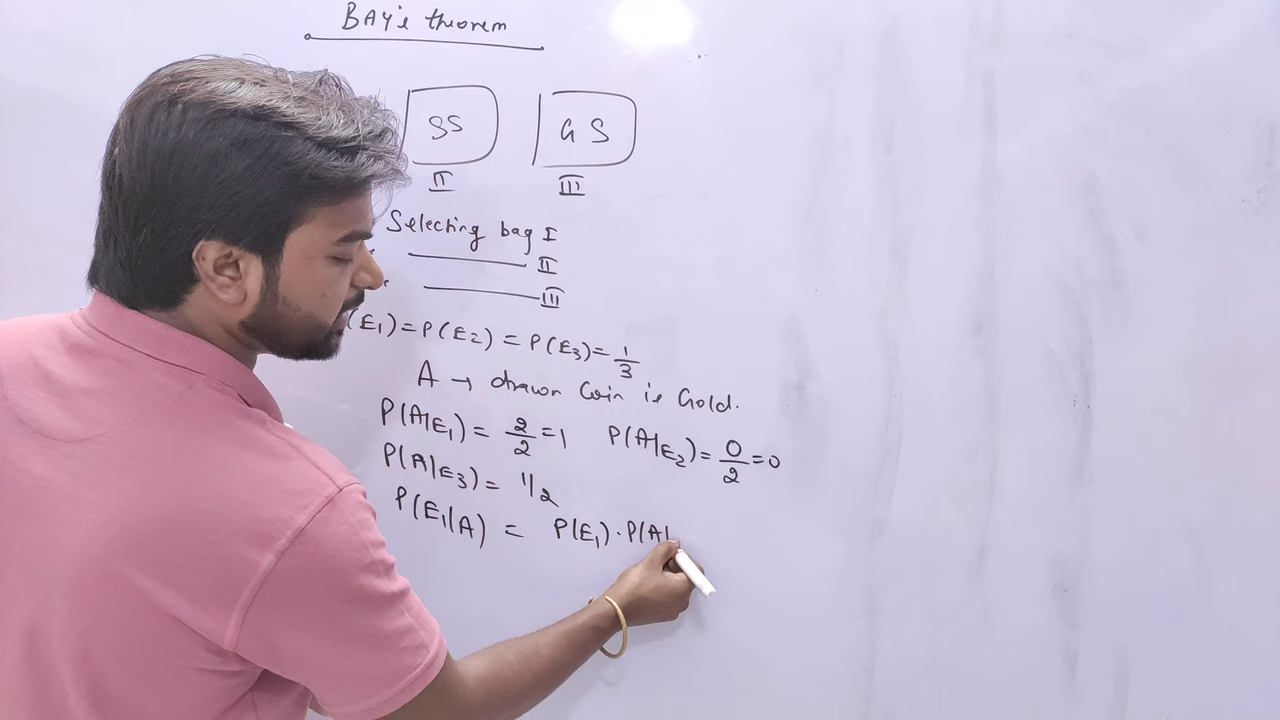 BAY's theorem
SS GS
II III
Selecting bag I
II
III
(E₁) = P(E₂) = P(E₃) = 1/3
A → drawn Coin is Gold.
P(A|E₁) = 2/2 = 1 P(A|E₂) = 0/2 = 0
P(A|E₃) = 1/2
P(E₁|A) = P(E₁) · P(A|